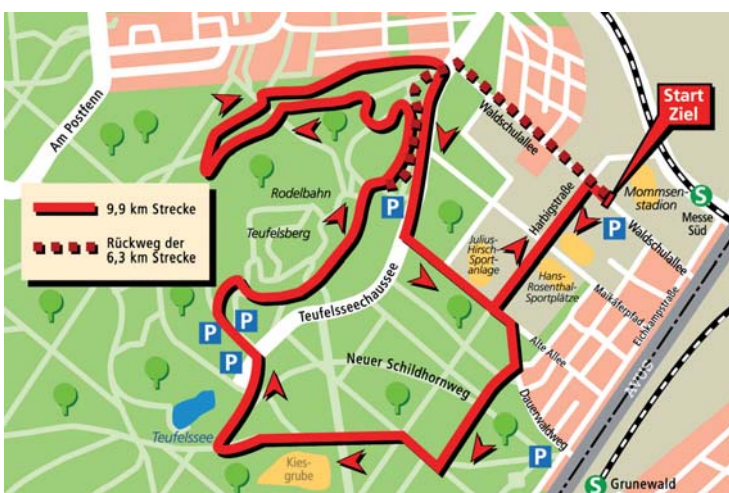 Am Postfenn
Start
Ziel
Waldschulallee
9,9 km Strecke
Rückweg der
6,3 km Strecke
Rodelbahn
Teufelsberg
P
Harbigstraße
Mommsen-
stadion
S
Messe
Süd
P
Waldschulallee
Julius-
Hirsch-
Sport-
anlage
Hans-
Rosenthal-
Sportplätze
Maikäferpfad
Eichkampstraße
Teufelsseechaussee
P
P
P
Alte Allee
AVUS
Neuer Schildhornweg
Dauerwaldweg
Teufelssee
Kies-
grube
P
S
Grunewald